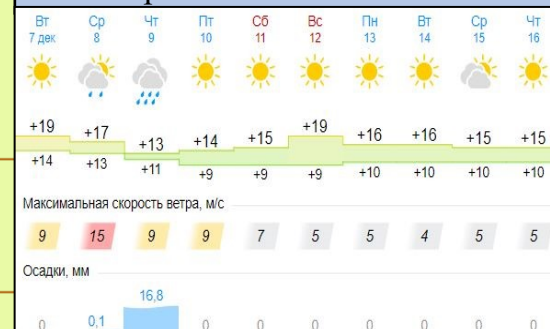 Вт Ср Чт Пт Сб Вс Пн Вт Ср Чт
7 дек 8 9 10 11 12 13 14 15 16
+19 +17 +13 +14 +15 +19 +16 +16 +15 +15
+14 +13 +11 +9 +9 +9 +10 +10 +10 +10
Максимальная скорость ветра, м/с
9 15 9 9 7 5 5 4 5 5
Осадки, мм
0 0,1 16,8 0 0 0 0 0 0 0